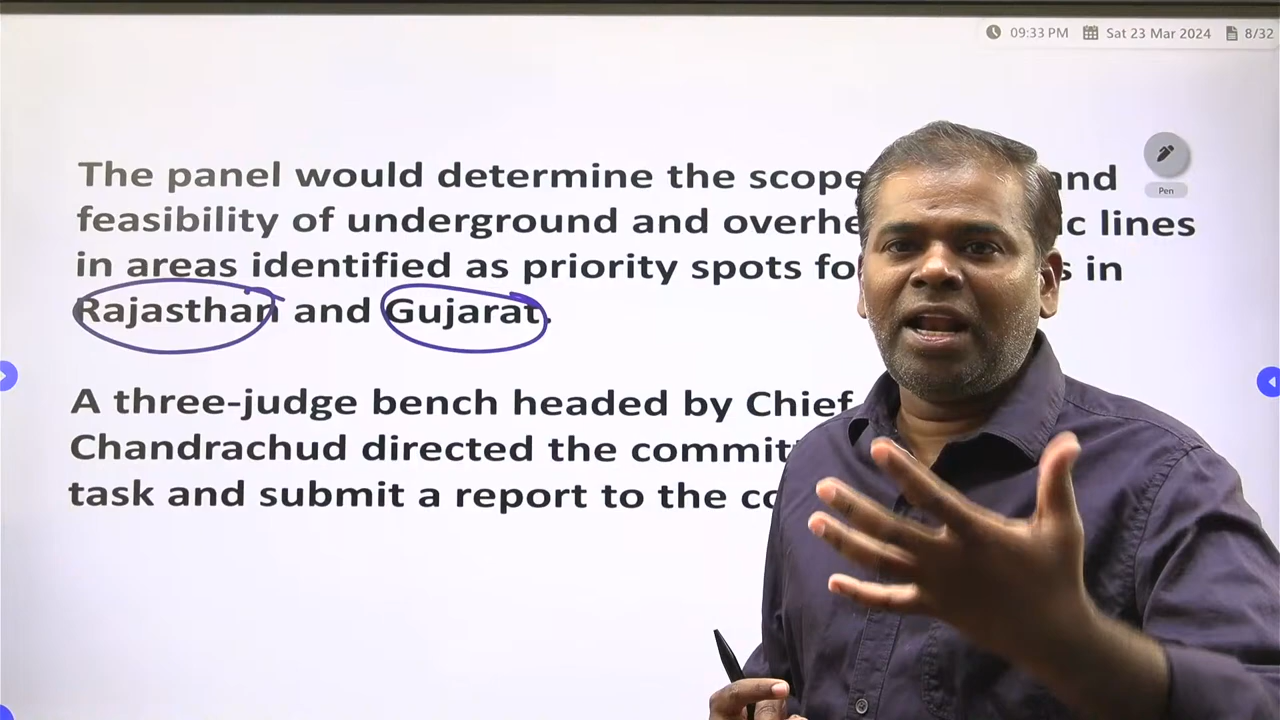 09:33 PM Sat 23 Mar 2024 8/32
Pen
The panel would determine the scope and
feasibility of underground and overhe c lines
in areas identified as priority spots fo s in
Rajasthan and Gujarat.
A three-judge bench headed by Chief
Chandrachud directed the committ
task and submit a report to the co